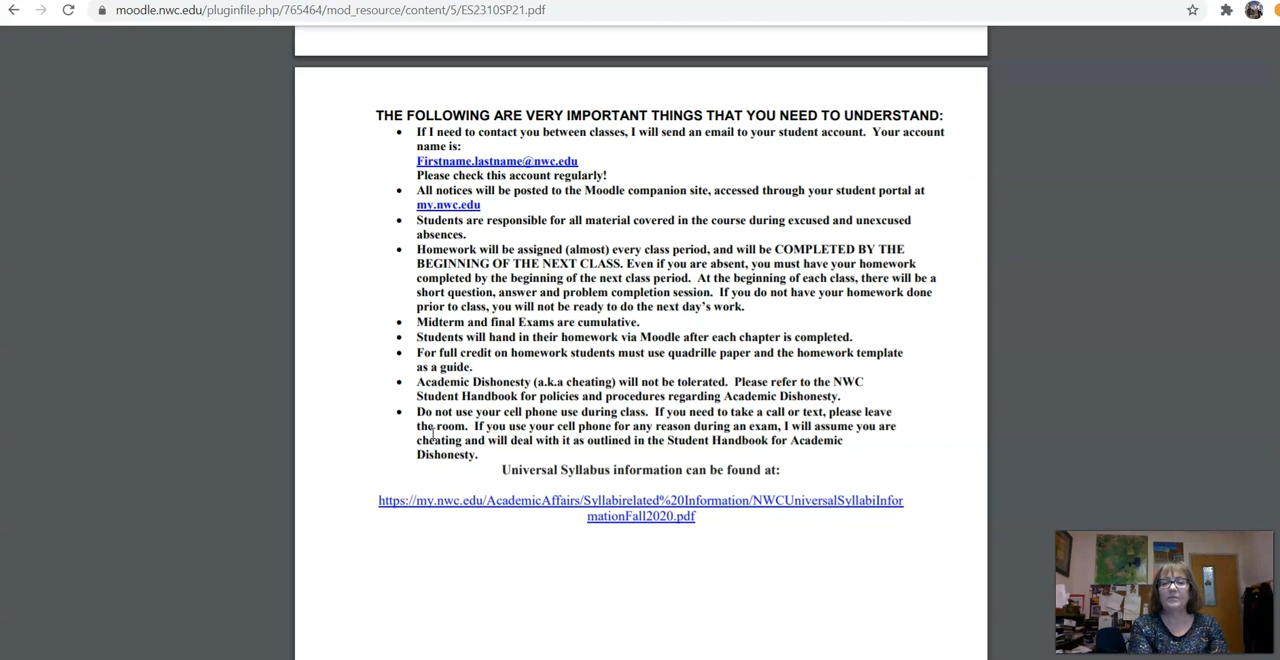 moodle.nwc.edu/pluginfile.php/765464/mod_resource/content/5/ES2310SP21.pdf
THE FOLLOWING ARE VERY IMPORTANT THINGS THAT YOU NEED TO UNDERSTAND:
• If I need to contact you between classes, I will send an email to your student account. Your account
name is:
Firstname.lastname@nwc.edu
Please check this account regularly!
• All notices will be posted to the Moodle companion site, accessed through your student portal at
my.nwc.edu
• Students are responsible for all material covered in the course during excused and unexcused
absences.
• Homework will be assigned (almost) every class period, and will be COMPLETED BY THE
BEGINNING OF THE NEXT CLASS. Even if you are absent, you must have your homework
completed by the beginning of the next class period. At the beginning of each class, there will be a
short question, answer and problem completion session. If you do not have your homework done
prior to class, you will not be ready to do the next day's work.
• Midterm and final Exams are cumulative.
• Students will hand in their homework via Moodle after each chapter is completed.
• For full credit on homework students must use quadrille paper and the homework template
as a guide.
• Academic Dishonesty (a.k.a cheating) will not be tolerated. Please refer to the NWC
Student Handbook for policies and procedures regarding Academic Dishonesty.
• Do not use your cell phone use during class. If you need to take a call or text, please leave
the room. If you use your cell phone for any reason during an exam, I will assume you are
cheating and will deal with it as outlined in the Student Handbook for Academic
Dishonesty.
Universal Syllabus information can be found at:
https://my.nwc.edu/AcademicAffairs/Syllabirelated%20Information/NWCUniversalSyllabiInfor
mationFall2020.pdf